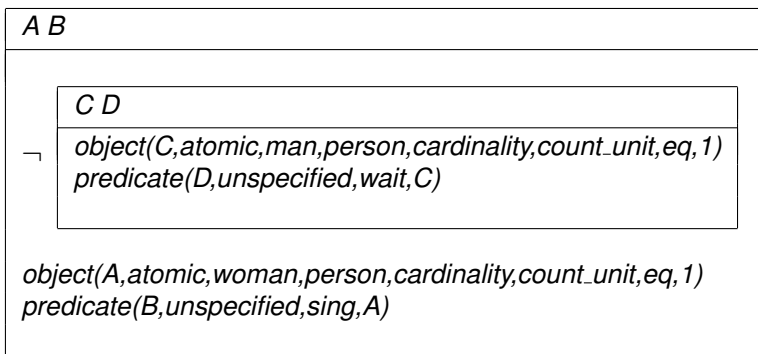 A B
C D
¬
object(C,atomic,man,person,cardinality,count_unit,eq,1)
predicate(D,unspecified,wait,C)
object(A,atomic,woman,person,cardinality,count_unit,eq,1)
predicate(B,unspecified,sing,A)